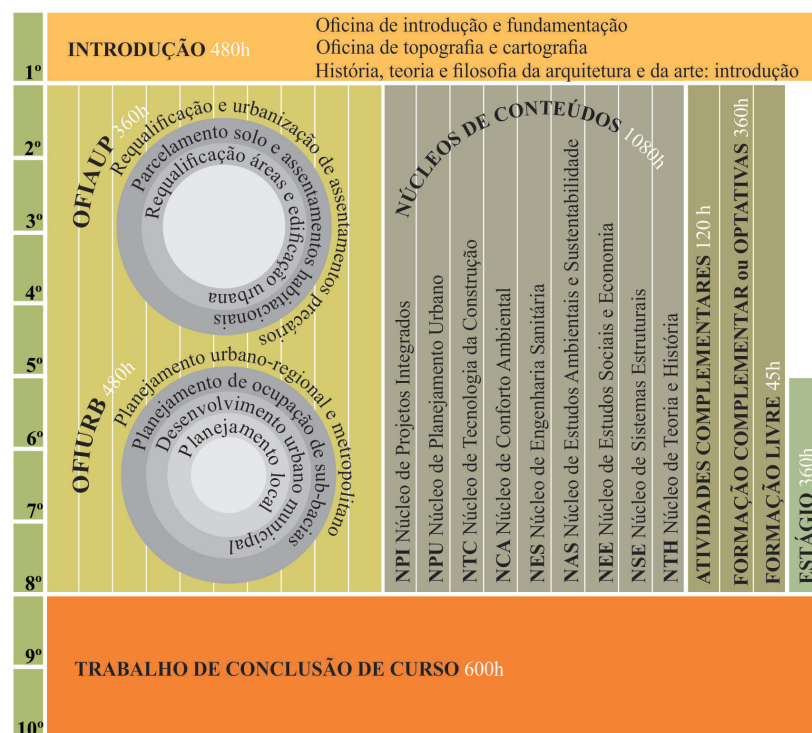 INTRODUÇÃO 480h
Oficina de introdução e fundamentação
Oficina de topografia e cartografia
História, teoria e filosofia da arquitetura e da arte: introdução
1º
2º
3º
4º
5º
6º
7º
8º
9º
10º
OFIAUP 360h
Requalificação e urbanização de assentamentos precários
Parcelamento solo e assentamentos habitacionais
Requalificação áreas e edificação urbana
OFIURB 480h
Planejamento urbano-regional e metropolitano
Planejamento de ocupação de sub-bacias
Desenvolvimento urbano municipal
Planejamento local
NÚCLEOS DE CONTEÚDOS 1080h
NPI Núcleo de Projetos Integrados
NPU Núcleo de Planejamento Urbano
NTC Núcleo de Tecnologia da Construção
NCA Núcleo de Conforto Ambiental
NES Núcleo de Engenharia Sanitária
NAS Núcleo de Estudos Ambientais e Sustentabilidade
NEE Núcleo de Estudos Sociais e Economia
NSE Núcleo de Sistemas Estruturais
NTH Núcleo de Teoria e História
ATIVIDADES COMPLEMENTARES 120 h
FORMAÇÃO COMPLEMENTAR ou OPTATIVAS 360h
FORMAÇÃO LIVRE 45h
ESTÁGIO 360h
TRABALHO DE CONCLUSÃO DE CURSO 600h